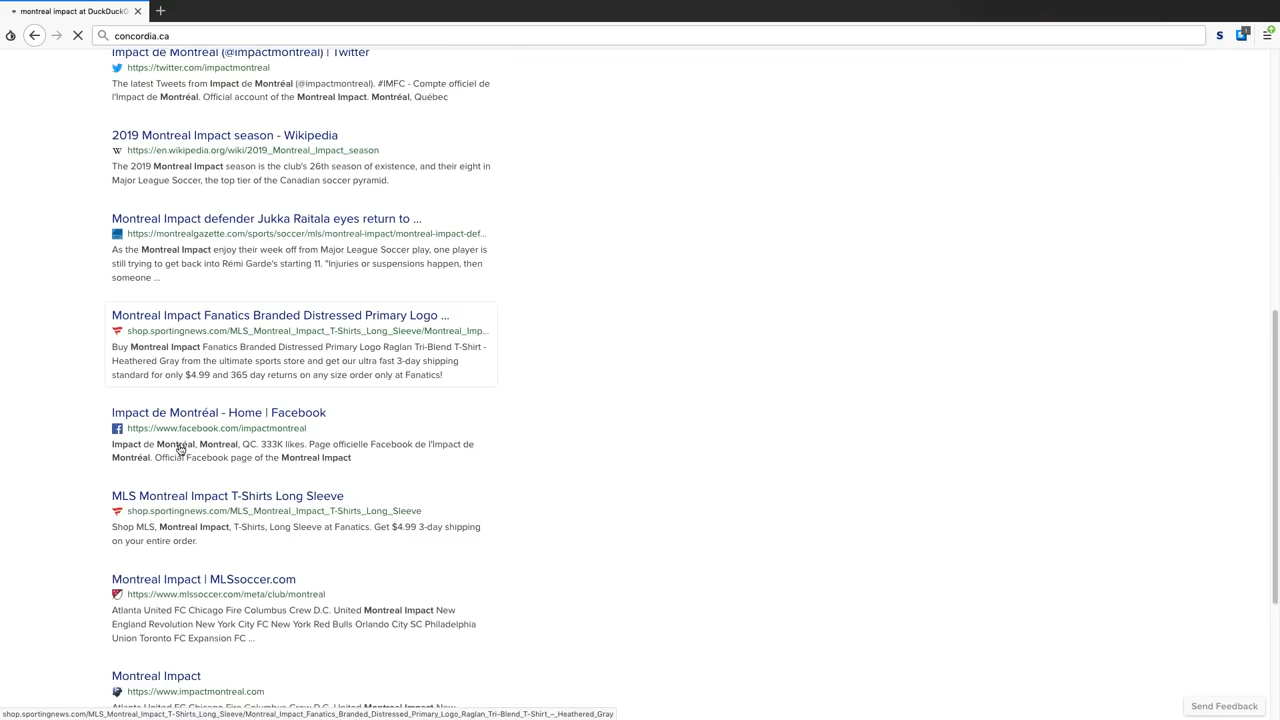 montreal impact at DuckDuckG
concordia.ca
S
1
Impact de Montréal (@impactmontreal) | Twitter
https://twitter.com/impactmontreal
The latest Tweets from Impact de Montréal (@impactmontreal). #IMFC - Compte officiel de
l'Impact de Montréal. Official account of the Montreal Impact. Montréal, Québec
2019 Montreal Impact season - Wikipedia
W https://en.wikipedia.org/wiki/2019_Montreal_Impact_season
The 2019 Montreal Impact season is the club's 26th season of existence, and their eight in
Major League Soccer, the top tier of the Canadian soccer pyramid.
Montreal Impact defender Jukka Raitala eyes return to ...
https://montrealgazette.com/sports/soccer/mls/montreal-impact/montreal-impact-def...
As the Montreal Impact enjoy their week off from Major League Soccer play, one player is
still trying to get back into Rémi Garde's starting 11. "Injuries or suspensions happen, then
someone ...
Montreal Impact Fanatics Branded Distressed Primary Logo ...
shop.sportingnews.com/MLS_Montreal_Impact_T-Shirts_Long_Sleeve/Montreal_Imp...
Buy Montreal Impact Fanatics Branded Distressed Primary Logo Raglan Tri-Blend T-Shirt -
Heathered Gray from the ultimate sports store and get our ultra fast 3-day shipping
standard for only $4.99 and 365 day returns on any size order only at Fanatics!
Impact de Montréal - Home | Facebook
https://www.facebook.com/impactmontreal
Impact de Montréal, Montreal, QC. 333K likes. Page officielle Facebook de l'Impact de
Montréal. Official Facebook page of the Montreal Impact
MLS Montreal Impact T-Shirts Long Sleeve
shop.sportingnews.com/MLS_Montreal_Impact_T-Shirts_Long_Sleeve
Shop MLS, Montreal Impact, T-Shirts, Long Sleeve at Fanatics. Get $4.99 3-day shipping
on your entire order.
Montreal Impact | MLSsoccer.com
https://www.mlssoccer.com/meta/club/montreal
Atlanta United FC Chicago Fire Columbus Crew D.C. United Montreal Impact New
England Revolution New York City FC New York Red Bulls Orlando City SC Philadelphia
Union Toronto FC Expansion FC ...
Montreal Impact
https://www.impactmontreal.com
Atlanta United FC Chicago Fire Columbus Crew D.C. United Montreal Impact New
Send Feedback
shop.sportingnews.com/MLS_Montreal_Impact_T-Shirts_Long_Sleeve/Montreal_Impact_Fanatics_Branded_Distressed_Primary_Logo_Raglan_Tri-Blend_T-Shirt_-_Heathered_Gray